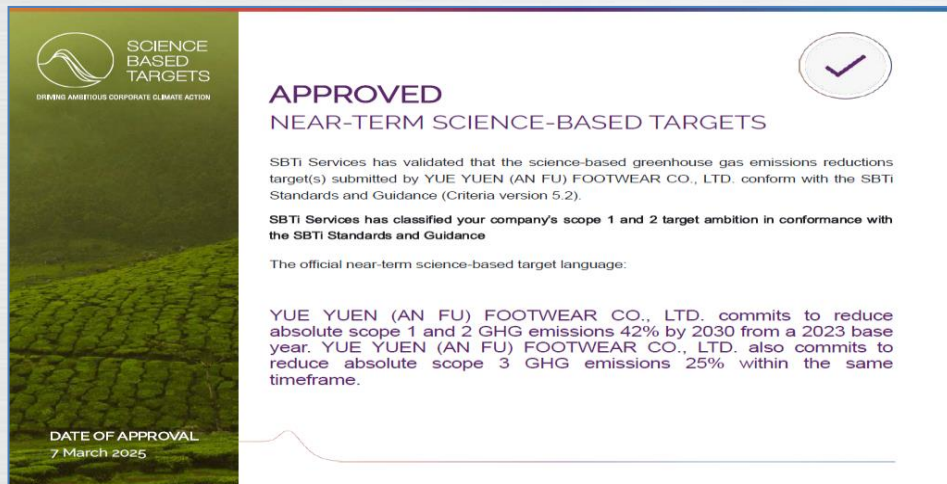 SCIENCE
BASED
TARGETS
DRIVING AMBITIOUS CORPORATE CLIMATE ACTION
APPROVED
NEAR-TERM SCIENCE-BASED TARGETS
SBTi Services has validated that the science-based greenhouse gas emissions reductions
target(s) submitted by YUE YUEN (AN FU) FOOTWEAR CO., LTD. conform with the SBTi
Standards and Guidance (Criteria version 5.2).
SBTi Services has classified your company's scope 1 and 2 target ambition in conformance with
the SBTi Standards and Guidance
The official near-term science-based target language:
YUE YUEN (AN FU) FOOTWEAR CO., LTD. commits to reduce
absolute scope 1 and 2 GHG emissions 42% by 2030 from a 2023 base
year. YUE YUEN (AN FU) FOOTWEAR CO., LTD. also commits to
reduce absolute scope 3 GHG emissions 25% within the same
timeframe.
DATE OF APPROVAL
7 March 2025